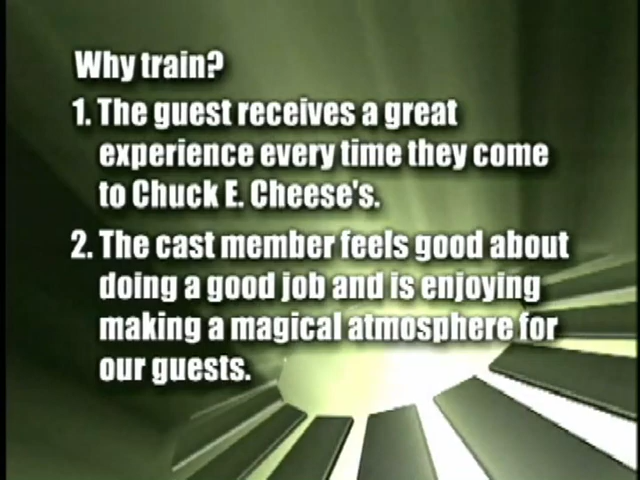 Why train?
1. The guest receives a great
experience every time they come
to Chuck E. Cheese's.
2. The cast member feels good about
doing a good job and is enjoying
making a magical atmosphere for
our guests.